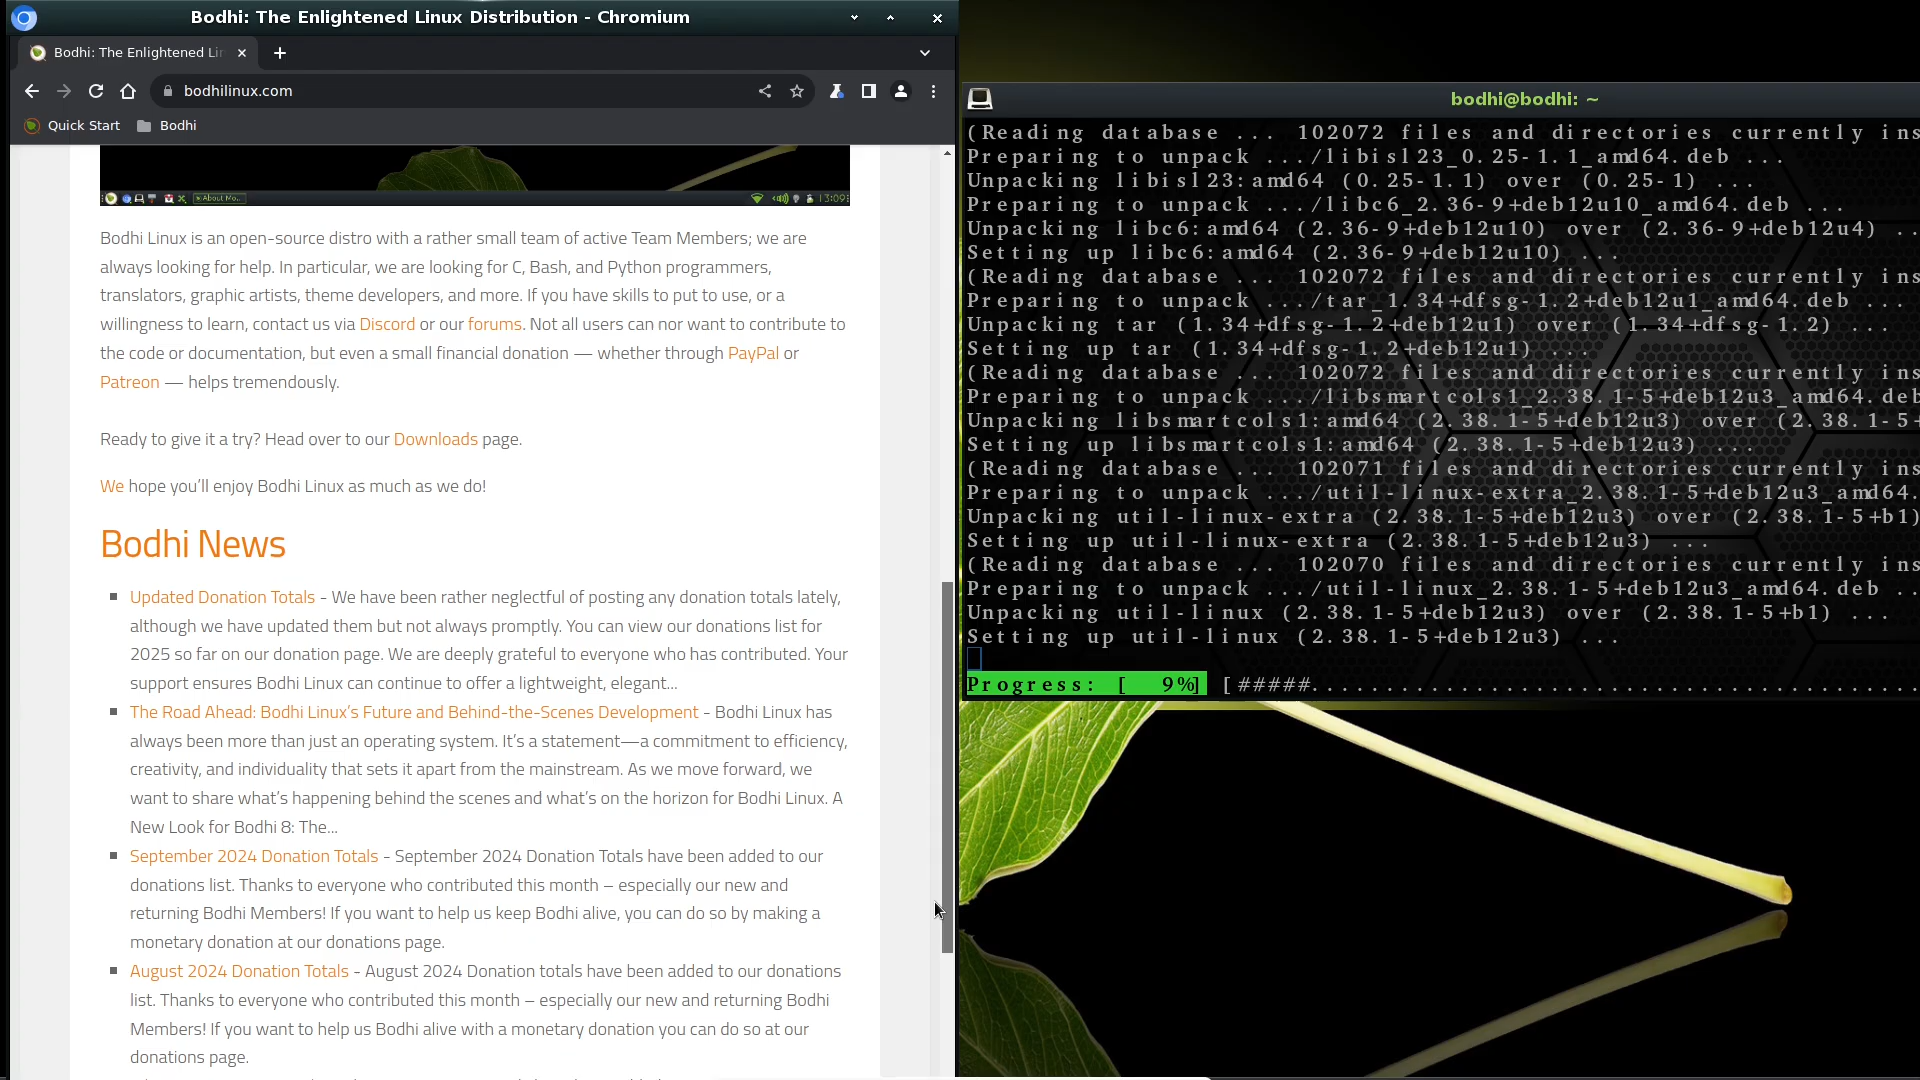 Bodhi: The Enlightened Linux Distribution - Chromium
Bodhi: The Enlightened Lin
bodhilinux.com
Quick Start
Bodhi
About Mo...
13:09
Bodhi Linux is an open-source distro with a rather small team of active Team Members; we are
always looking for help. In particular, we are looking for C, Bash, and Python programmers,
translators, graphic artists, theme developers, and more. If you have skills to put to use, or a
willingness to learn, contact us via Discord or our forums. Not all users can nor want to contribute to
the code or documentation, but even a small financial donation — whether through PayPal or
Patreon — helps tremendously.
Ready to give it a try? Head over to our Downloads page.
We hope you’ll enjoy Bodhi Linux as much as we do!
Bodhi News
Updated Donation Totals - We have been rather neglectful of posting any donation totals lately,
although we have updated them but not always promptly. You can view our donations list for
2025 so far on our donation page. We are deeply grateful to everyone who has contributed. Your
support ensures Bodhi Linux can continue to offer a lightweight, elegant...
The Road Ahead: Bodhi Linux’s Future and Behind-the-Scenes Development - Bodhi Linux has
always been more than just an operating system. It’s a statement—a commitment to efficiency,
creativity, and individuality that sets it apart from the mainstream. As we move forward, we
want to share what’s happening behind the scenes and what’s on the horizon for Bodhi Linux. A
New Look for Bodhi 8: The...
September 2024 Donation Totals - September 2024 Donation Totals have been added to our
donations list. Thanks to everyone who contributed this month – especially our new and
returning Bodhi Members! If you want to help us keep Bodhi alive, you can do so by making a
monetary donation at our donations page.
August 2024 Donation Totals - August 2024 Donation totals have been added to our donations
list. Thanks to everyone who contributed this month – especially our new and returning Bodhi
Members! If you want to help us Bodhi alive with a monetary donation you can do so at our
donations page.
bodhi@bodhi: ~
(Reading database ... 102072 files and directories currently ins
Preparing to unpack .../libisl23_0.25-1.1_amd64.deb ...
Unpacking libisl23:amd64 (0.25-1.1) over (0.25-1) ...
Preparing to unpack .../libc6_2.36-9+deb12u10_amd64.deb ...
Unpacking libc6:amd64 (2.36-9+deb12u10) over (2.36-9+deb12u4) ..
Setting up libc6:amd64 (2.36-9+deb12u10) ...
(Reading database ... 102072 files and directories currently ins
Preparing to unpack .../tar_1.34+dfsg-1.2+deb12u1_amd64.deb ...
Unpacking tar (1.34+dfsg-1.2+deb12u1) over (1.34+dfsg-1.2) ...
Setting up tar (1.34+dfsg-1.2+deb12u1) ...
(Reading database ... 102072 files and directories currently ins
Preparing to unpack .../libsmartcols1_2.38.1-5+deb12u3_amd64.deb
Unpacking libsmartcols1:amd64 (2.38.1-5+deb12u3) over (2.38.1-5+
Setting up libsmartcols1:amd64 (2.38.1-5+deb12u3) ...
(Reading database ... 102071 files and directories currently ins
Preparing to unpack .../util-linux-extra_2.38.1-5+deb12u3_amd64.
Unpacking util-linux-extra (2.38.1-5+deb12u3) over (2.38.1-5+b1)
Setting up util-linux-extra (2.38.1-5+deb12u3) ...
(Reading database ... 102070 files and directories currently ins
Preparing to unpack .../util-linux_2.38.1-5+deb12u3_amd64.deb ..
Unpacking util-linux (2.38.1-5+deb12u3) over (2.38.1-5+b1) ...
Setting up util-linux (2.38.1-5+deb12u3) ...
Progress: [  9%] [#####.........................................